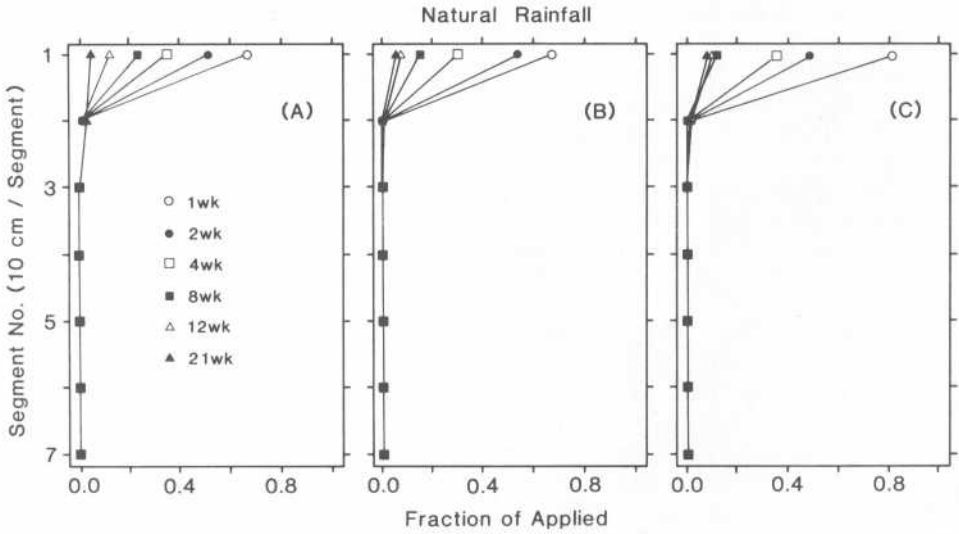 Natural Rainfall
Segment No. (10 cm / Segment)
1
3
5
7
(A)
(B)
(C)
1wk
2wk
4wk
8wk
12wk
21wk
0.0 0.4 0.8
0.0 0.4 0.8
0.0 0.4 0.8
Fraction of Applied